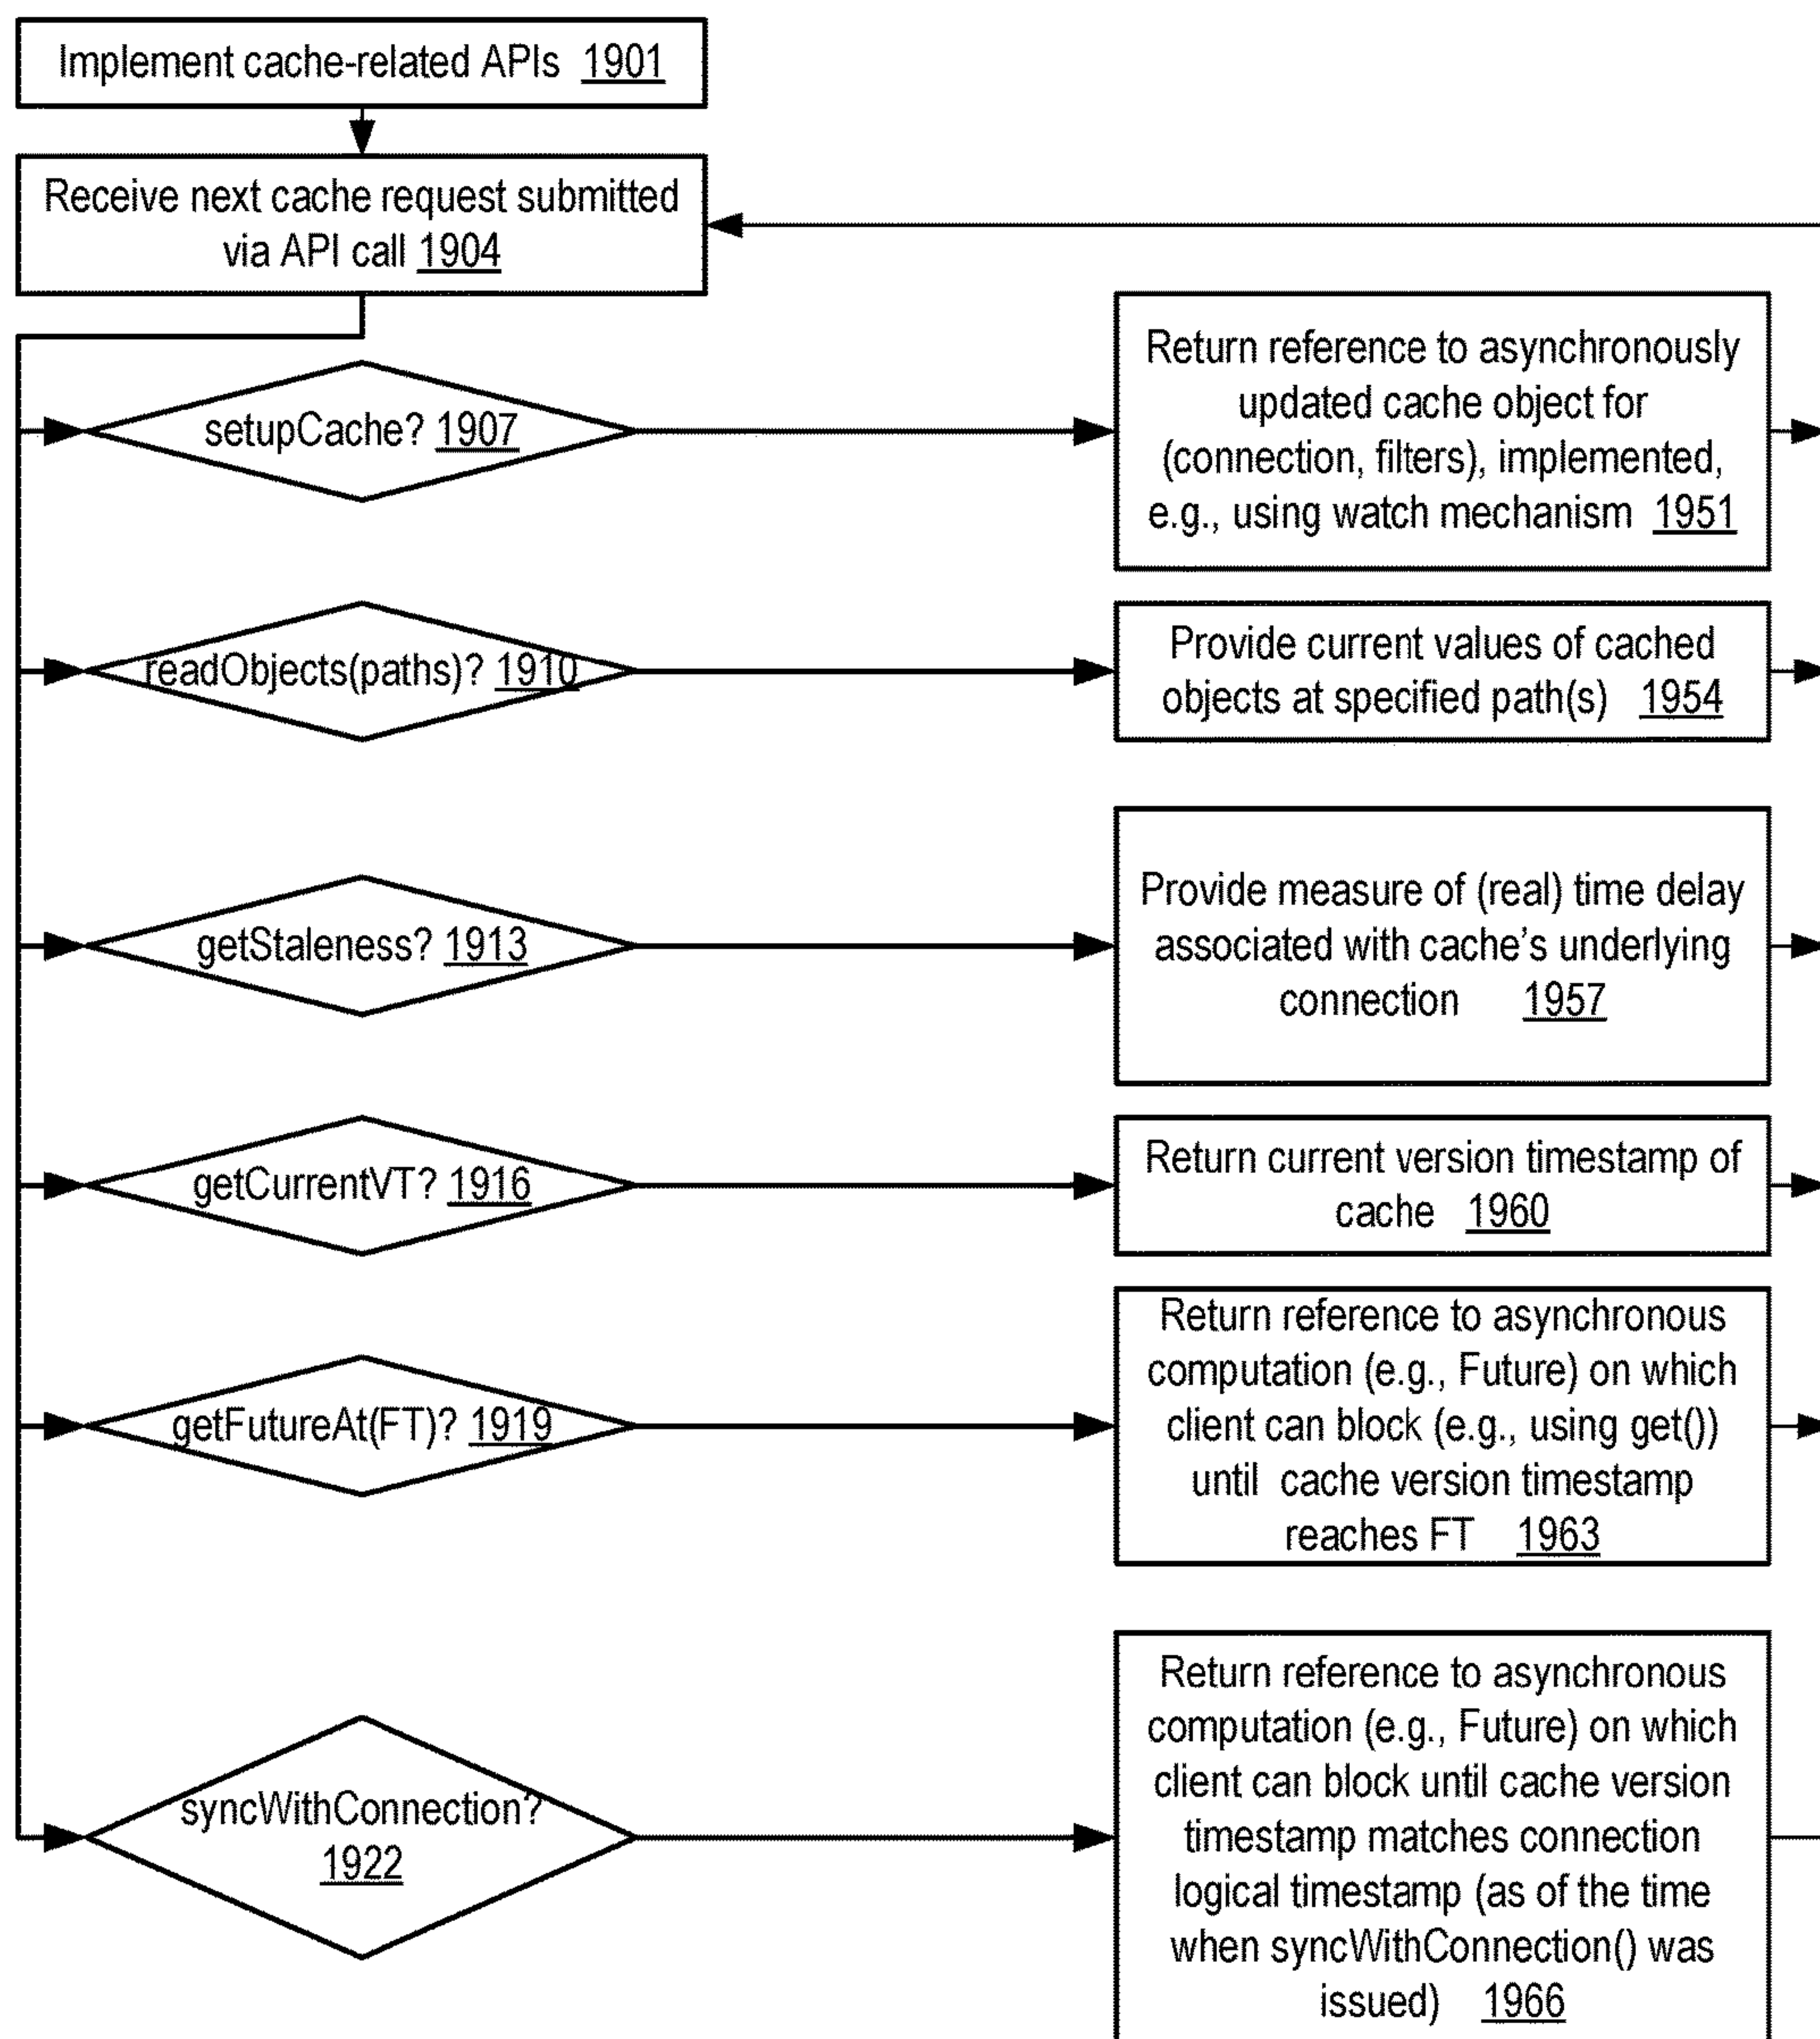 Implement cache-related APIs 1901
Receive next cache request submitted
via API call 1904
setupCache? 1907
Return reference to asynchronously
updated cache object for
(connection, filters), implemented,
e.g., using watch mechanism 1951
readObjects(paths)? 1910
Provide current values of cached
objects at specified path(s) 1954
getStaleness? 1913
Provide measure of (real) time delay
associated with cache's underlying
connection 1957
getCurrentVT? 1916
Return current version timestamp of
cache 1960
getFutureAt(FT)? 1919
Return reference to asynchronous
computation (e.g., Future) on which
client can block (e.g., using get())
until cache version timestamp
reaches FT 1963
syncWithConnection?
1922
Return reference to asynchronous
computation (e.g., Future) on which
client can block until cache version
timestamp matches connection
logical timestamp (as of the time
when syncWithConnection() was
issued) 1966